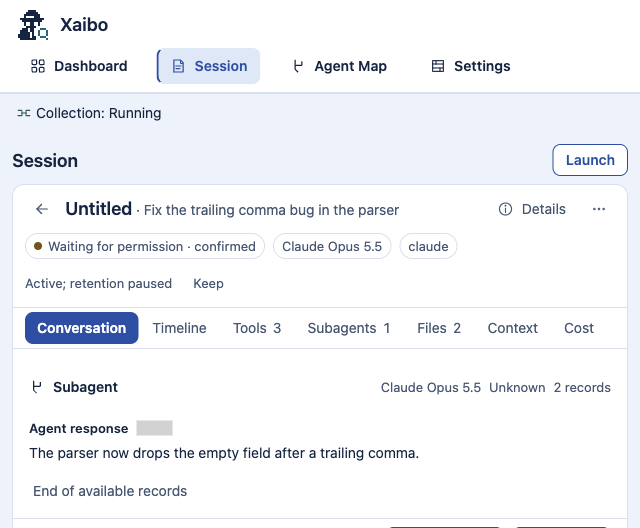 Xaibo
Dashboard Session Agent Map Settings
Collection: Running
Session Launch
Untitled · Fix the trailing comma bug in the parser Details ···
Waiting for permission · confirmed Claude Opus 5.5 claude
Active; retention paused Keep
Conversation Timeline Tools 3 Subagents 1 Files 2 Context Cost
Subagent Claude Opus 5.5 Unknown 2 records
Agent response
The parser now drops the empty field after a trailing comma.
End of available records